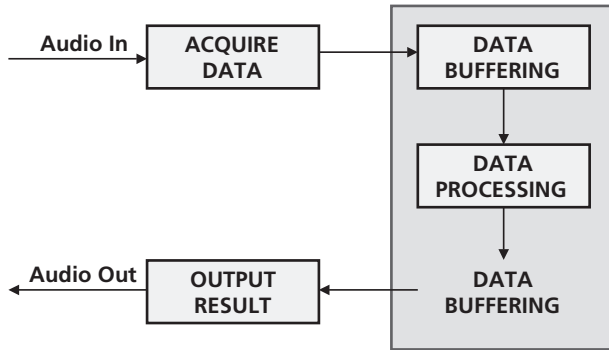 Audio In
ACQUIRE
DATA
DATA
BUFFERING
DATA
PROCESSING
Audio Out
OUTPUT
RESULT
DATA
BUFFERING